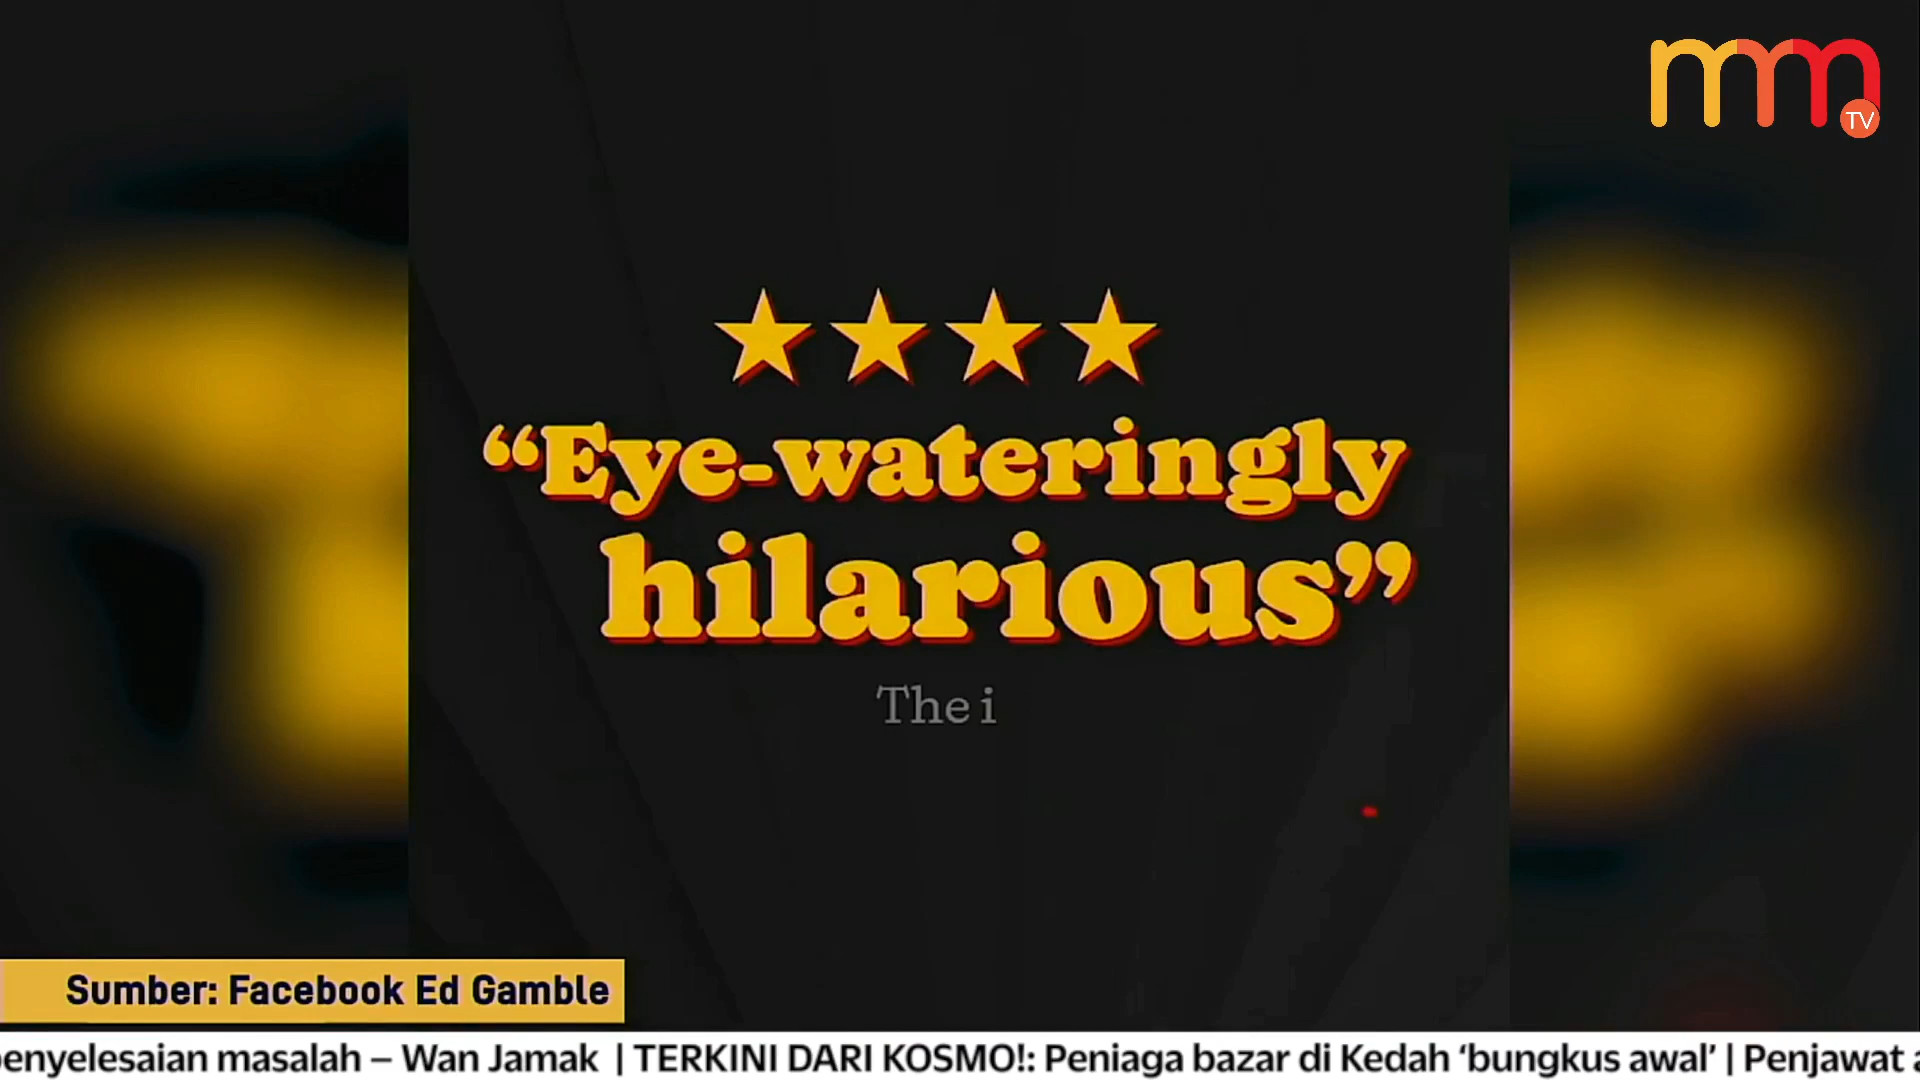 mm
TV
“Eye-wateringly
hilarious”
The i
Sumber: Facebook Ed Gamble
penyelesaian masalah – Wan Jamak | TERKINI DARI KOSMO!: Peniaga bazar di Kedah ‘bungkus awal’ | Penjawat a